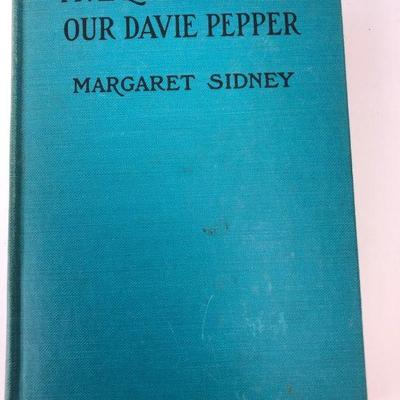 OUR DAVIE PEPPER
MARGARET SIDNEY